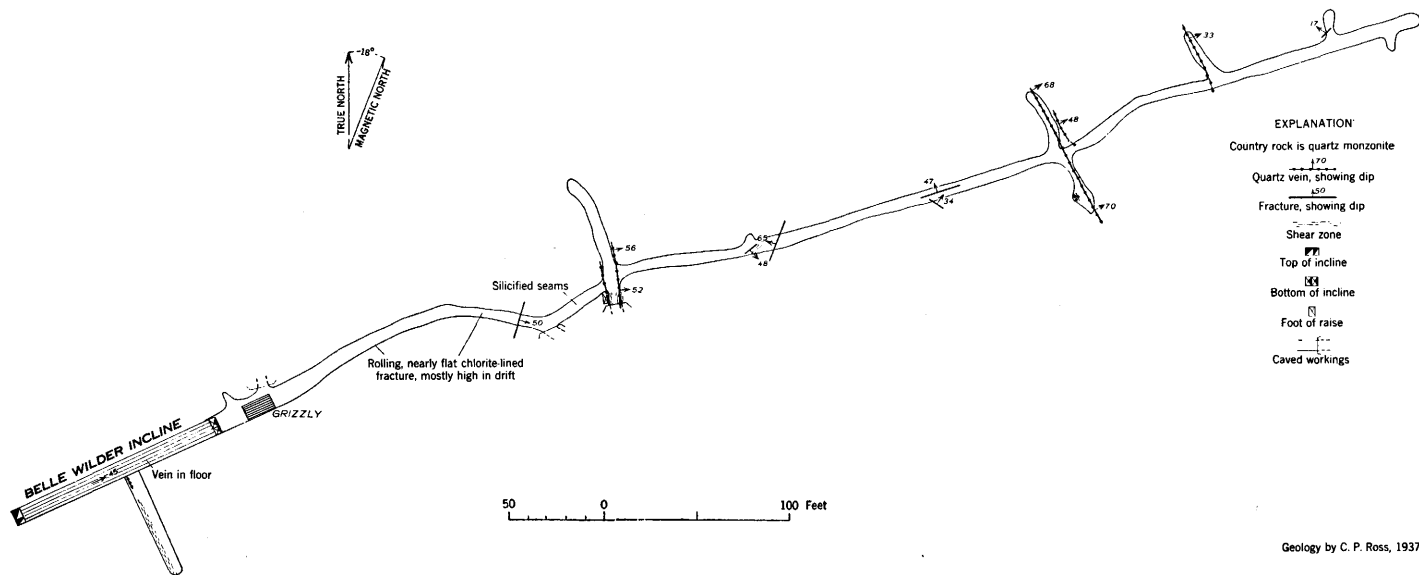 -18°
TRUE NORTH
MAGNETIC NORTH
17
33
68
48
70
47
34
65
48
56
52
Silicified seams
50
Rolling, nearly flat chlorite-lined
fracture, mostly high in drift
GRIZZLY
BELLE WILDER INCLINE
45
Vein in floor
50 0 100 Feet
EXPLANATION
Country rock is quartz monzonite
70
Quartz vein, showing dip
50
Fracture, showing dip
Shear zone
Top of incline
Bottom of incline
Foot of raise
Caved workings
Geology by C. P. Ross, 1937